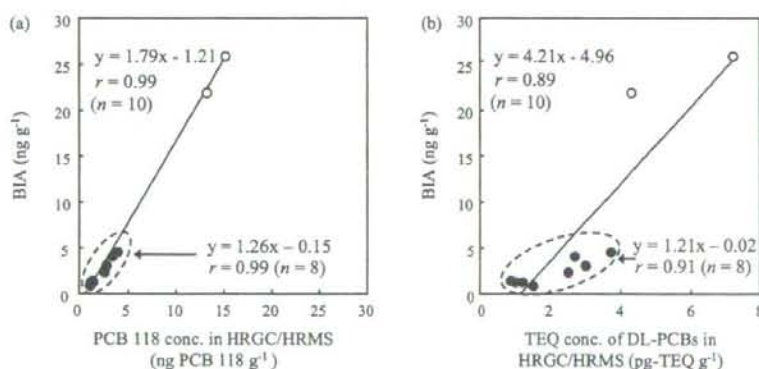 (a)
30
25
20
15
10
5
0
BIA (ng g⁻¹)
y = 1.79x - 1.21
r = 0.99
(n = 10)
y = 1.26x – 0.15
r = 0.99 (n = 8)
0 5 10 15 20 25 30
PCB 118 conc. in HRGC/HRMS
(ng PCB 118 g⁻¹)
(b)
30
25
20
15
10
5
0
BIA (ng g⁻¹)
y = 4.21x - 4.96
r = 0.89
(n = 10)
y = 1.21x – 0.02
r = 0.91 (n = 8)
0 2 4 6 8
TEQ conc. of DL-PCBs in
HRGC/HRMS (pg-TEQ g⁻¹)